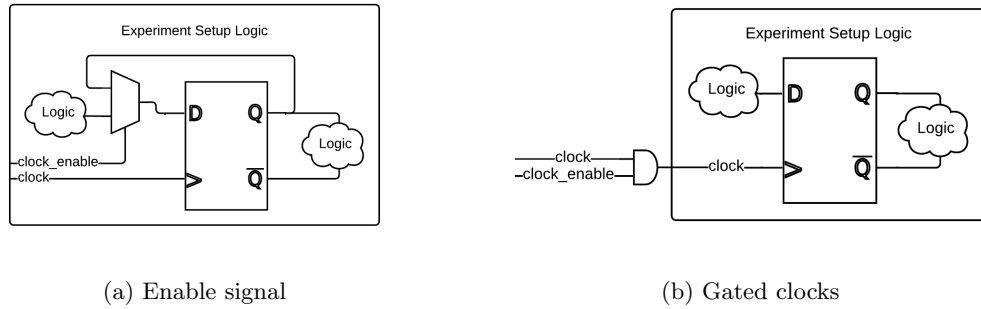 Experiment Setup Logic
Logic
D
Q
Logic
clock_enable
clock
Q
(a) Enable signal
Experiment Setup Logic
Logic
D
Q
Logic
clock
clock_enable
clock
Q
(b) Gated clocks